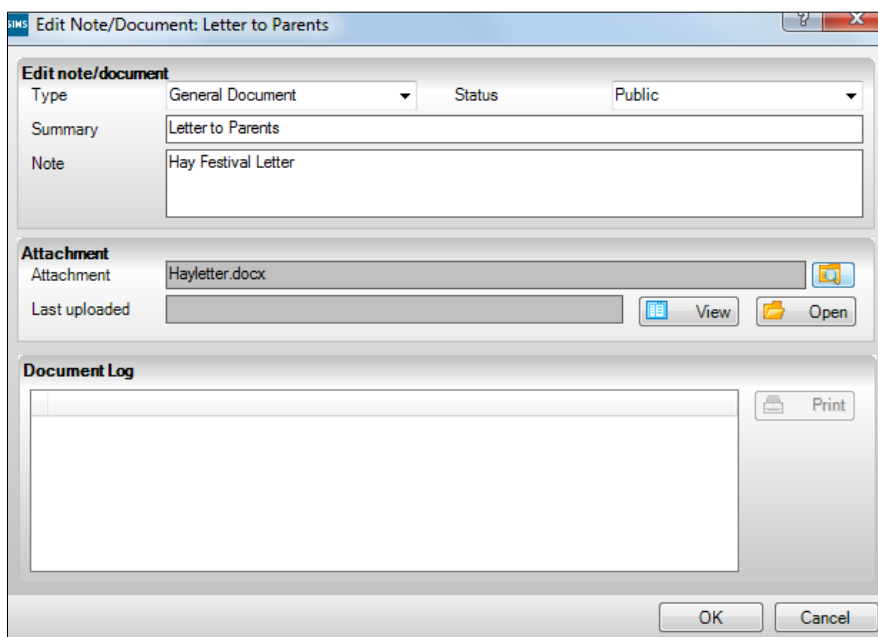 SIMS Edit Note/Document: Letter to Parents ? X
Edit note/document
Type General Document Status Public
Summary Letter to Parents
Note Hay Festival Letter
Attachment
Attachment Hayletter.docx
Last uploaded View Open
Document Log
Print
OK Cancel